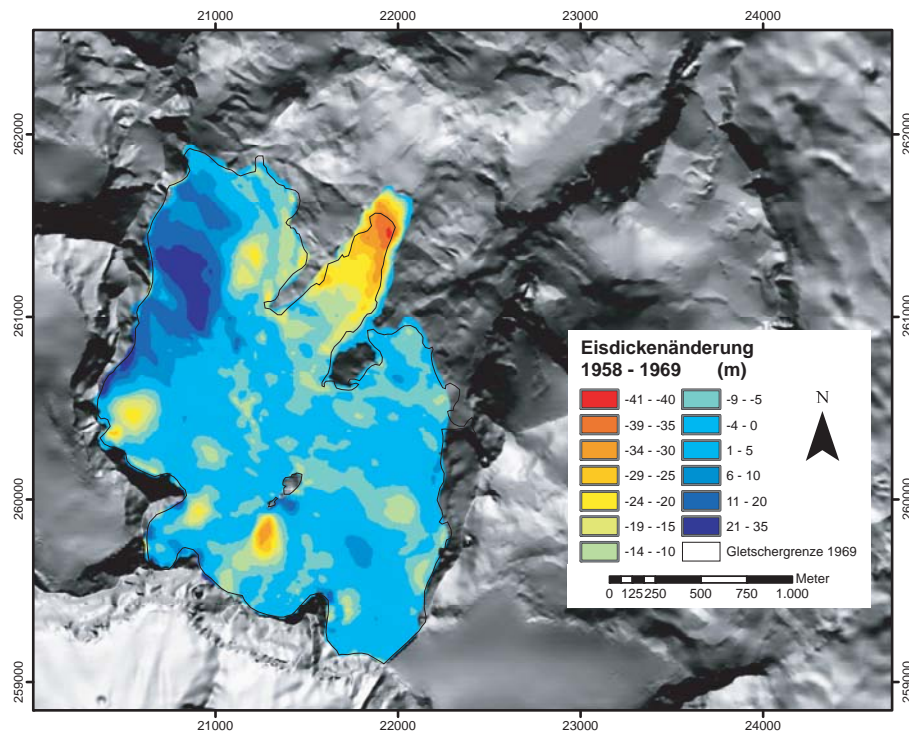 21000 22000 23000 24000
262000 262000
261000 261000
260000 260000
259000 259000
Eisdickenänderung
1958 - 1969 (m)
-41 - -40 -9 - -5
-39 - -35 -4 - 0
-34 - -30 1 - 5
-29 - -25 6 - 10
-24 - -20 11 - 20
-19 - -15 21 - 35
-14 - -10 Gletschergrenze 1969
N
Meter
0 125 250 500 750 1.000
21000 22000 23000 24000